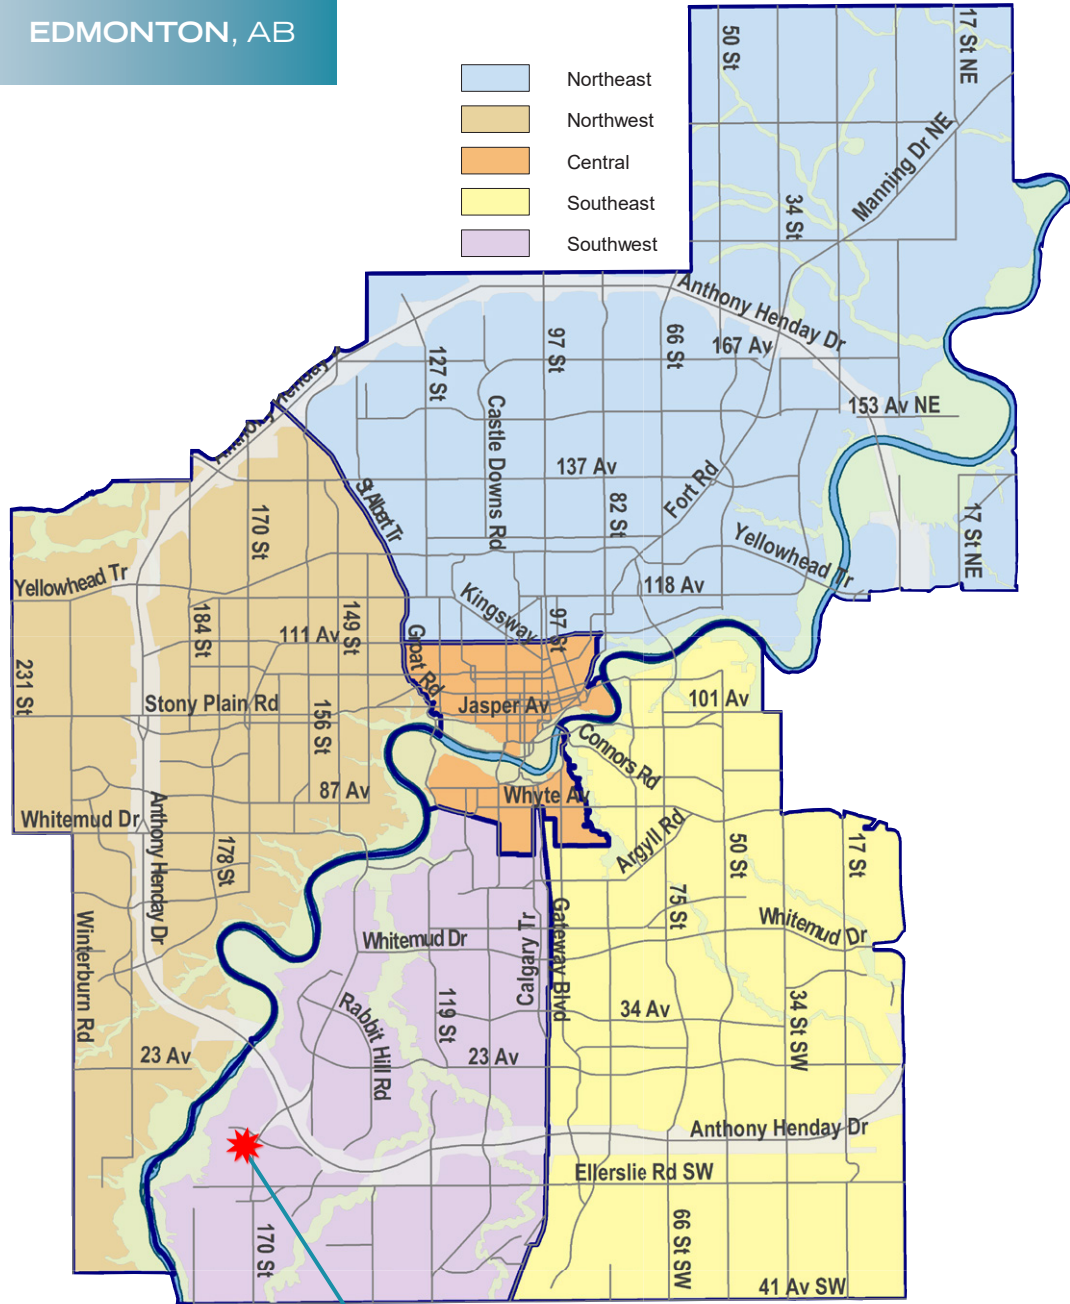 EDMONTON, AB
Northeast
Northwest
Central
Southeast
Southwest
50 St
17 St NE
Manning Dr NE
34 St
Anthony Henday Dr
97 St
66 St
167 Av
127 St
Anthony Henday
Castle Downs Rd
153 Av NE
137 Av
Fort Rd
82 St
St Albert Tr
170 St
17 St NE
Yellowhead Tr
Yellowhead Tr
118 Av
Kingsway
97 St
184 St
149 St
111 Av
Groat Rd
231 St
Stony Plain Rd
156 St
Jasper Av
101 Av
Connors Rd
87 Av
Whyte Av
Whitemud Dr
Anthony Henday Dr
178 St
Argyll Rd
50 St
17 St
75 St
Winterburn Rd
Whitemud Dr
Calgary Tr
Gateway Blvd
Whitemud Dr
Rabbit Hill Rd
119 St
34 Av
34 St SW
23 Av
23 Av
Anthony Henday Dr
Ellerslie Rd SW
170 St
66 St SW
41 Av SW